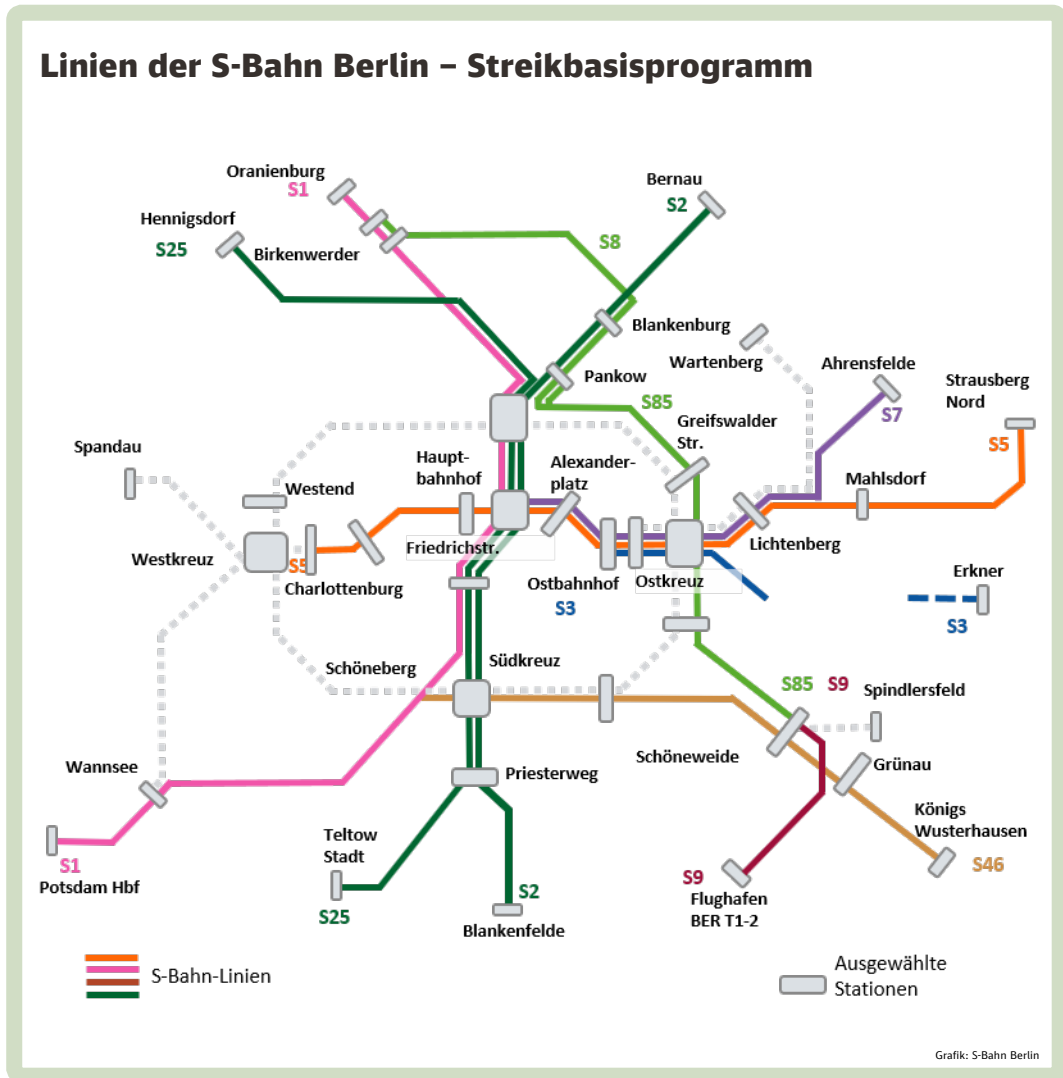 Linien der S-Bahn Berlin – Streikbasisprogramm
Oranienburg
S1
Bernau
S2
Hennigsdorf
S25
Birkenwerder
S8
Blankenburg
Wartenberg
Ahrensfelde
S7
Pankow
S85
Strausberg
Nord
S5
Greifswalder
Str.
Spandau
Westend
Haupt-
bahnhof
Alexander-
platz
Mahlsdorf
Westkreuz
S5
Charlottenburg
Friedrichstr.
Ostbahnhof
S3
Ostkreuz
Lichtenberg
Erkner
S3
Schöneberg
Südkreuz
S85
S9
Spindlersfeld
Wannsee
Priesterweg
Schöneweide
Grünau
Königs
Wusterhausen
S46
S1
Potsdam Hbf
Teltow
Stadt
S25
S2
Blankenfelde
S9
Flughafen
BER T1-2
S-Bahn-Linien
Ausgewählte
Stationen
Grafik: S-Bahn Berlin